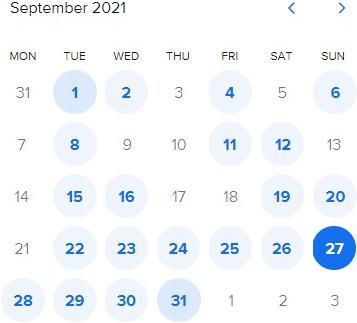 September 2021
MON TUE WED THU FRI SAT SUN
31 1 2 3 4 5 6
7 8 9 10 11 12 13
14 15 16 17 18 19 20
21 22 23 24 25 26 27
28 29 30 31 1 2 3